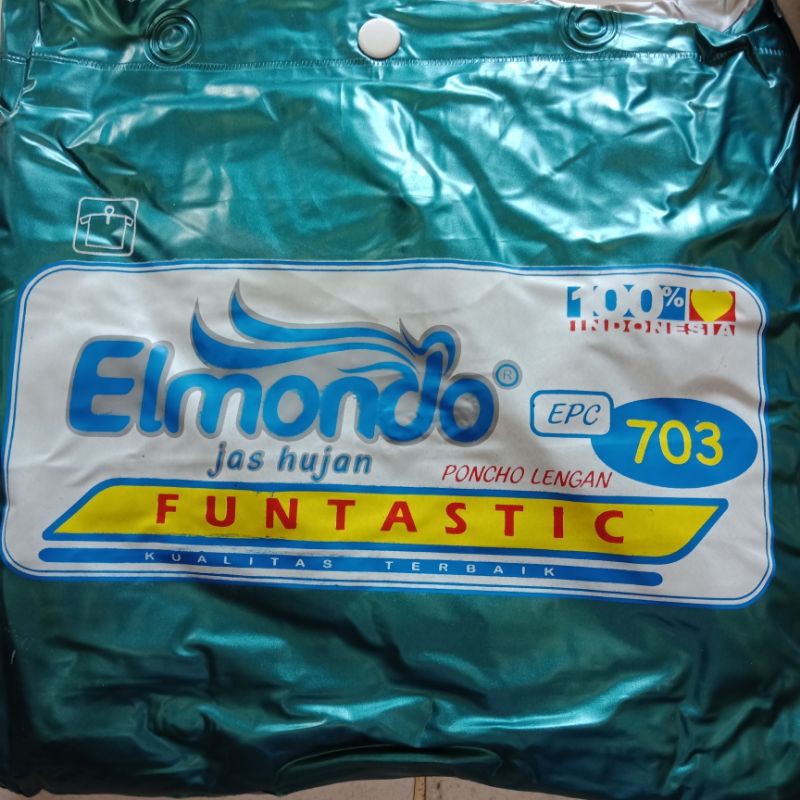 100%
INDONESIA
Elmondo®
jas hujan
EPC 703
PONCHO LENGAN
FUNTASTIC
KUALITAS TERBAIK